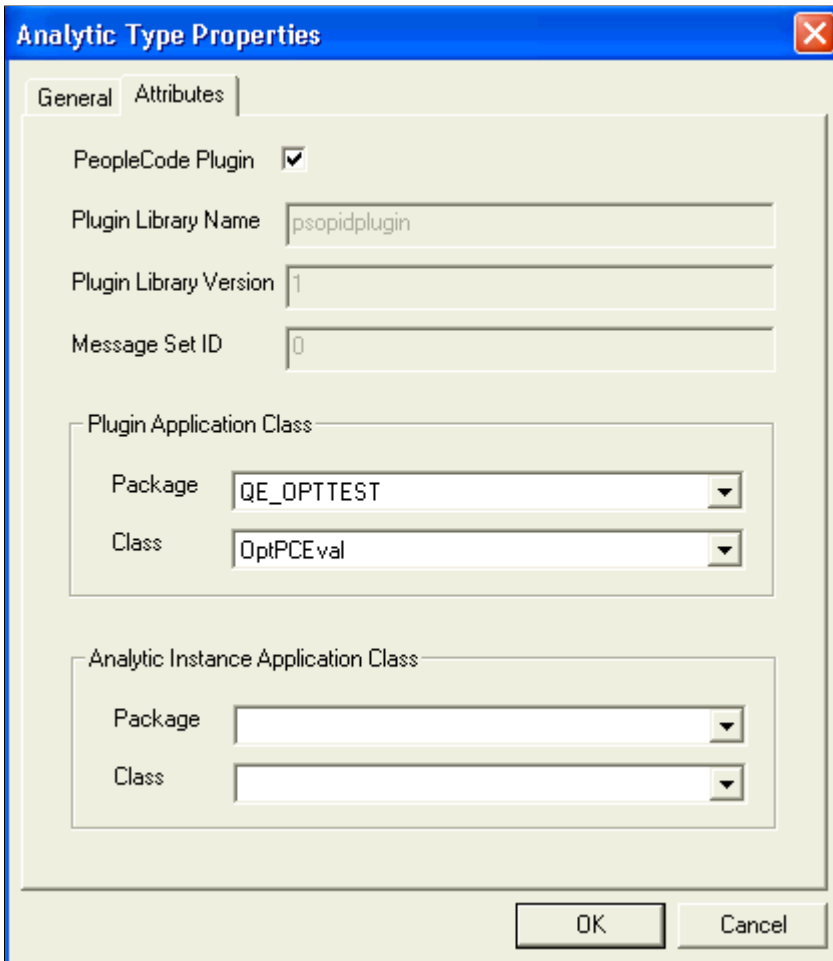 Analytic Type Properties
General Attributes
PeopleCode Plugin
Plugin Library Name psopidplugin
Plugin Library Version 1
Message Set ID 0
Plugin Application Class
Package QE_OPTTEST
Class OptPCEval
Analytic Instance Application Class
Package
Class
OK Cancel